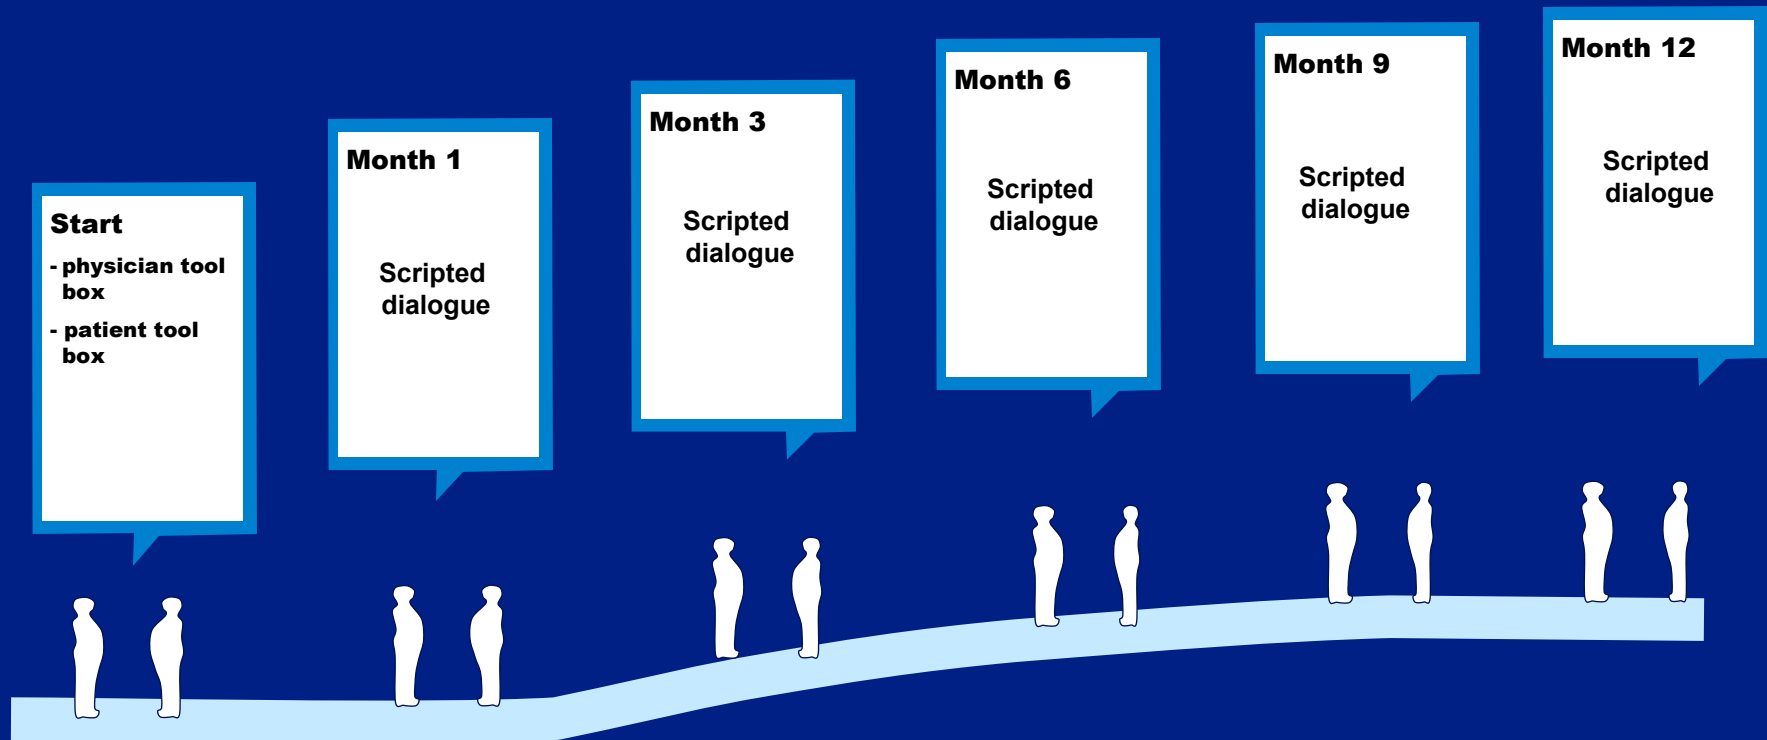 Start
- physician tool
box
- patient tool
box
Month 1
Scripted
dialogue
Month 3
Scripted
dialogue
Month 6
Scripted
dialogue
Month 9
Scripted
dialogue
Month 12
Scripted
dialogue